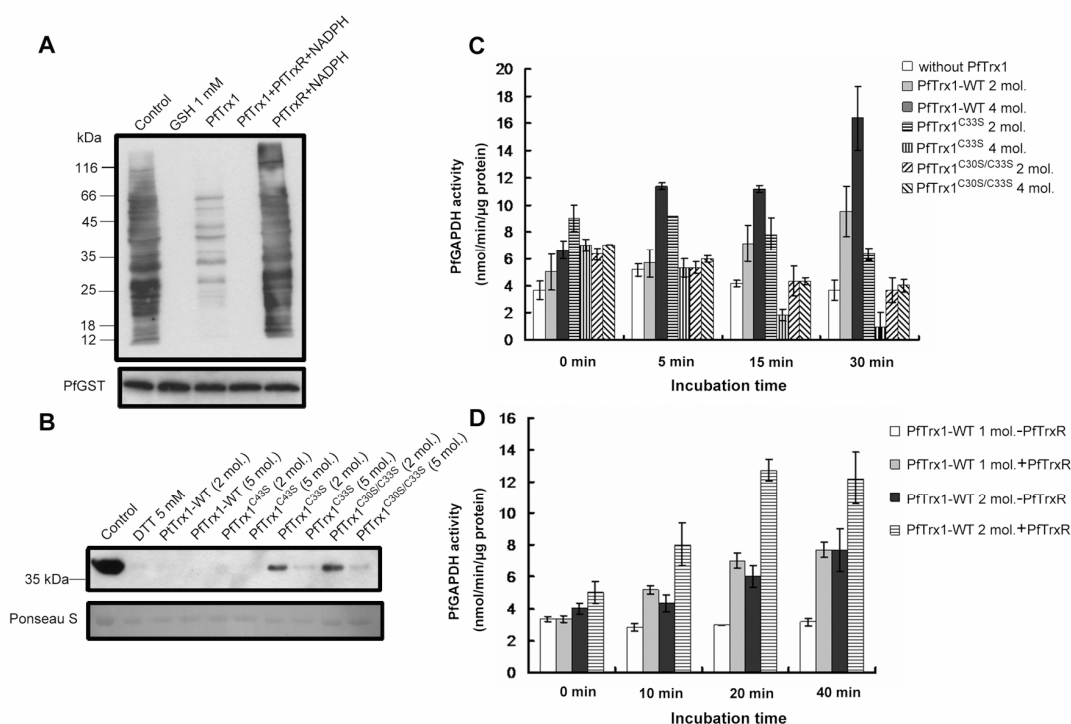 A
Control
GSH 1 mM
PfTrx1
PfTrx1+PfTrxR+NADPH
PfTrxR+NADPH
kDa
116
66
45
35
25
18
12
PfGST
B
Control
DTT 5 mM
PtTrx1-WT (2 mol.)
PfTrx1-WT (5 mol.)
PfTrx1C43S (2 mol.)
PfTrx1C43S (5 mol.)
PfTrx1C33S (2 mol.)
PfTrx1C33S (5 mol.)
PfTrx1C30S/C33S (2 mol.)
PfTrx1C30S/C33S (5 mol.)
35 kDa
Ponseau S
C
PfGAPDH activity
(nmol/min/µg protein)
20
18
16
14
12
10
8
6
4
2
0
0 min 5 min 15 min 30 min
Incubation time
without PfTrx1
PfTrx1-WT 2 mol.
PfTrx1-WT 4 mol.
PfTrx1C33S 2 mol.
PfTrx1C33S 4 mol.
PfTrx1C30S/C33S 2 mol.
PfTrx1C30S/C33S 4 mol.
D
PfGAPDH activity
(nmol/min/µg protein)
16
14
12
10
8
6
4
2
0
0 min 10 min 20 min 40 min
Incubation time
PfTrx1-WT 1 mol.-PfTrxR
PfTrx1-WT 1 mol.+PfTrxR
PfTrx1-WT 2 mol.-PfTrxR
PfTrx1-WT 2 mol.+PfTrxR